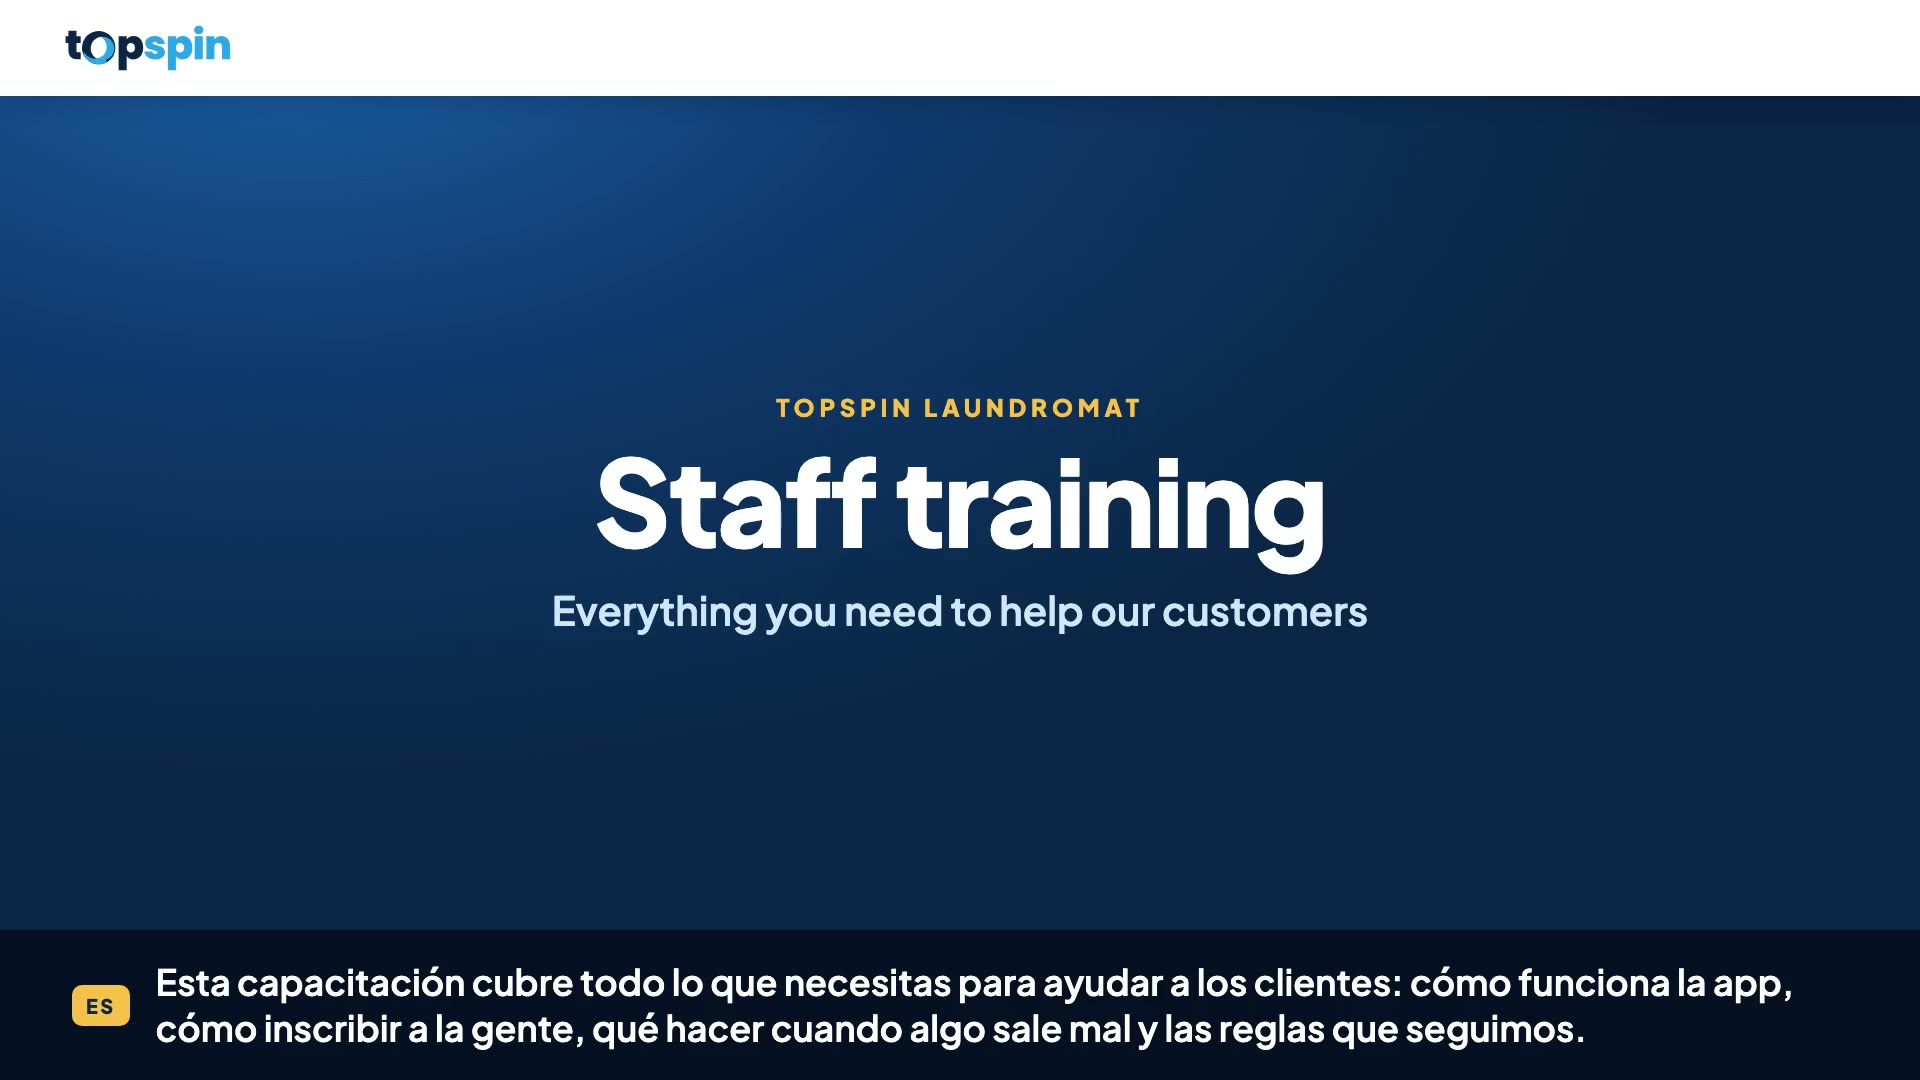 topspin
TOPSPIN LAUNDROMAT
Staff training
Everything you need to help our customers
ES
Esta capacitación cubre todo lo que necesitas para ayudar a los clientes: cómo funciona la app,
cómo inscribir a la gente, qué hacer cuando algo sale mal y las reglas que seguimos.